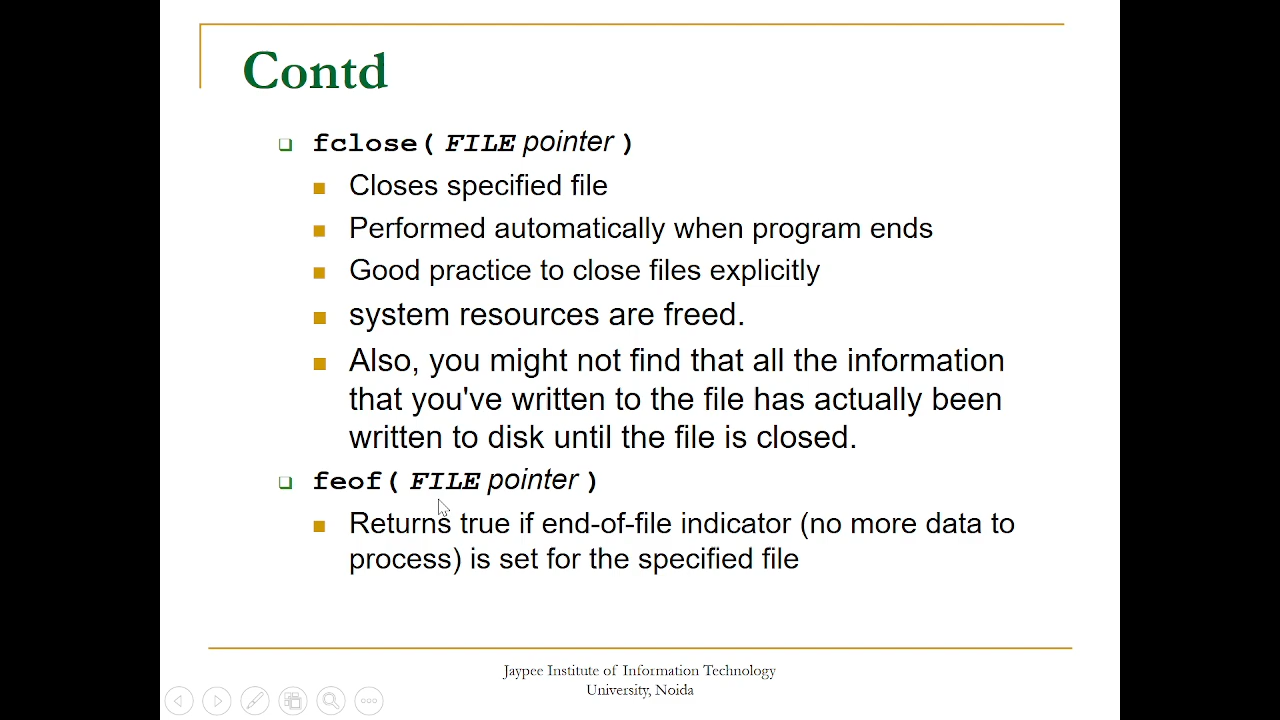 Contd
fclose( FILE pointer )
Closes specified file
Performed automatically when program ends
Good practice to close files explicitly
system resources are freed.
Also, you might not find that all the information
that you've written to the file has actually been
written to disk until the file is closed.
feof( FILE pointer )
Returns true if end-of-file indicator (no more data to
process) is set for the specified file
Jaypee Institute of Information Technology
University, Noida